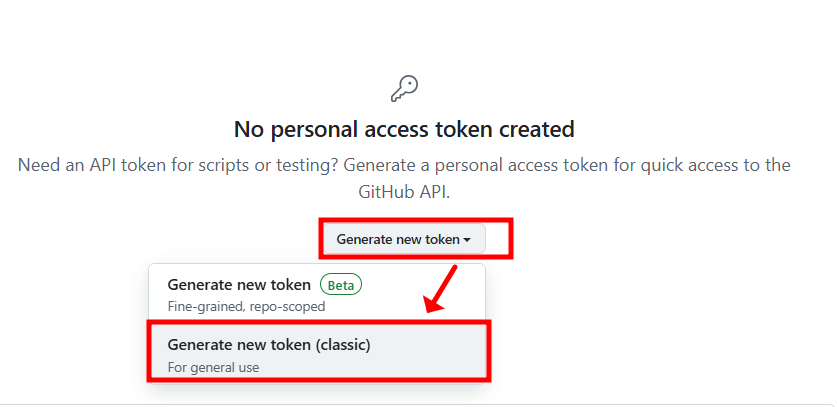 No personal access token created
Need an API token for scripts or testing? Generate a personal access token for quick access to the
GitHub API.
Generate new token
Generate new token Beta
Fine-grained, repo-scoped
Generate new token (classic)
For general use